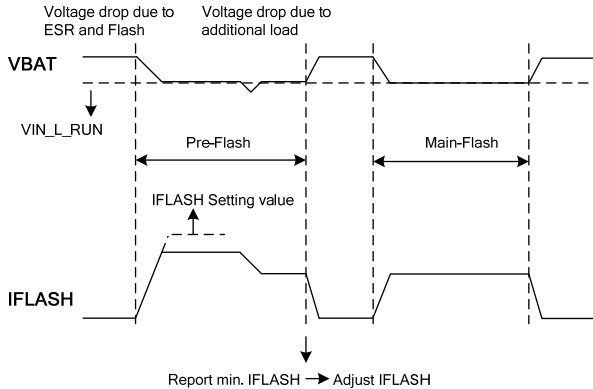 Voltage drop due to
ESR and Flash
Voltage drop due to
additional load
VBAT
VIN_L_RUN
Pre-Flash
Main-Flash
IFLASH Setting value
IFLASH
Report min. IFLASH
Adjust IFLASH